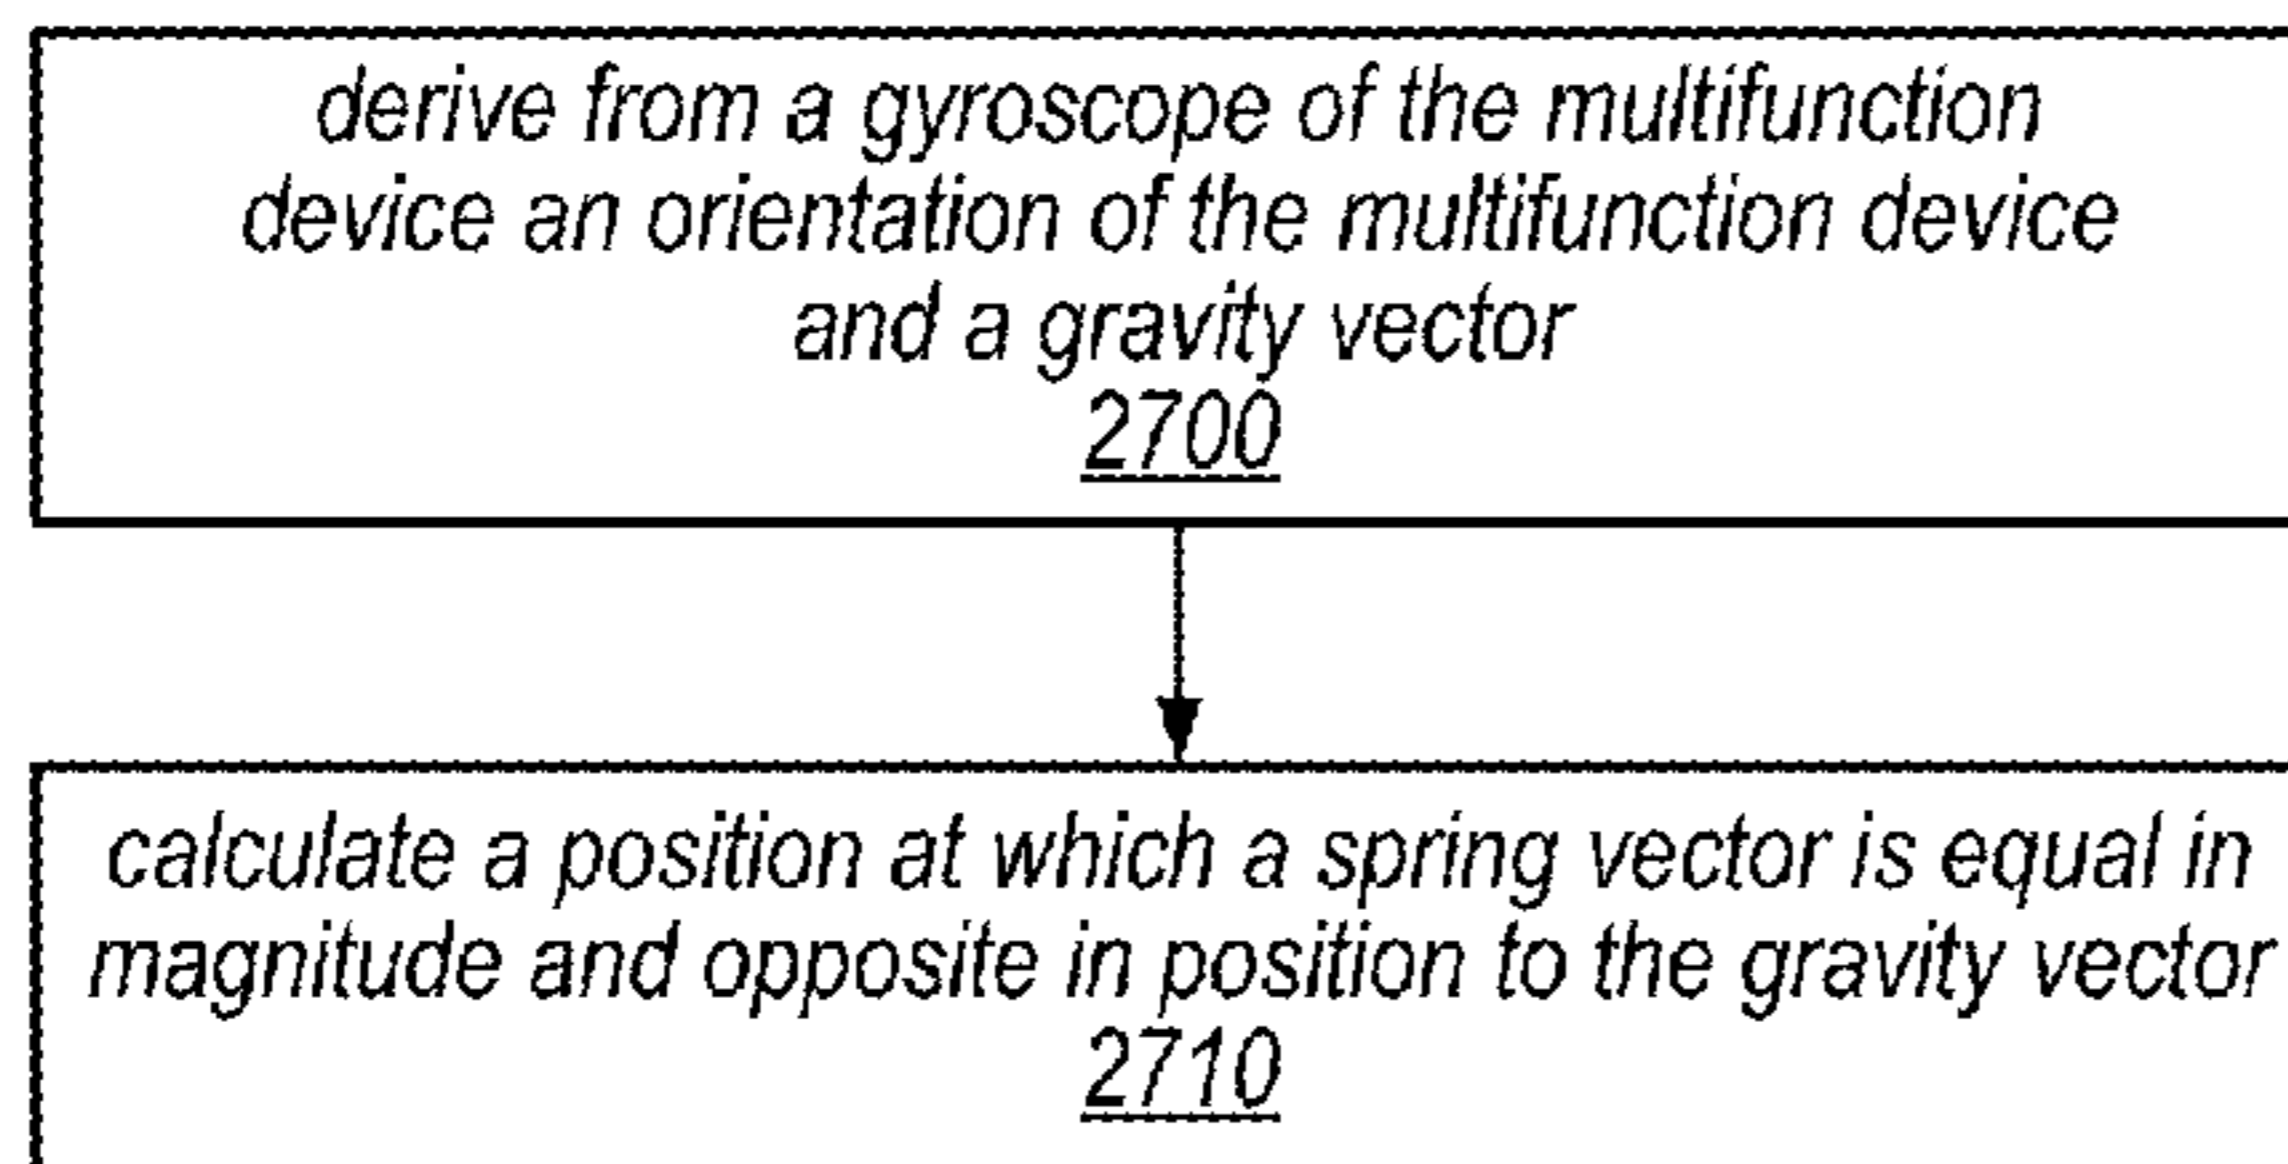 derive from a gyroscope of the multifunction
device an orientation of the multifunction device
and a gravity vector
2700
calculate a position at which a spring vector is equal in
magnitude and opposite in position to the gravity vector
2710